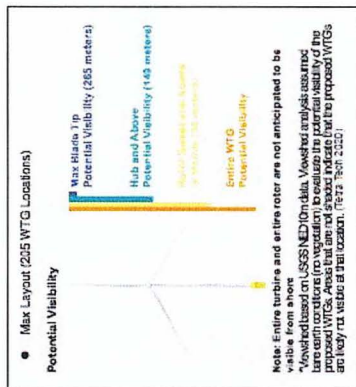 Max Layout (205 WTG Locations)
Potential Visibility
Max Blade Tip
Potential Visibility (265 meters)
Hub and Above
Potential Visibility (149 meters)
Entire WTG
Potential Visibility
Note: Entire turbine and entire rotor are not anticipated to be
visible from shore
*Viewshed based on USGS NED10m data. Viewshed analysis assumed
bare earth conditions (no vegetation) to evaluate the potential visibility of the
proposed WTGs. Areas that are not shaded indicate that the proposed WTGs
are likely not visible at that location. (Tetra Tech 2020)